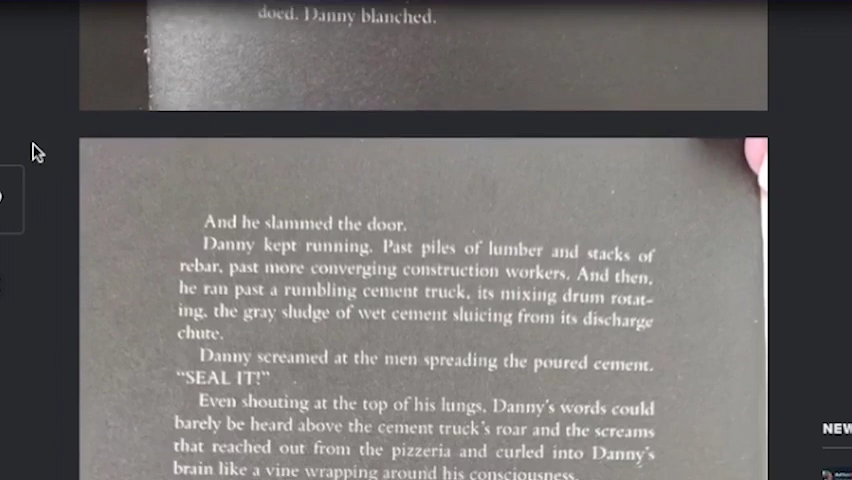 doed. Danny blanched.
And he slammed the door.
Danny kept running. Past piles of lumber and stacks of
rebar, past more converging construction workers. And then,
he ran past a rumbling cement truck, its mixing drum rotat-
ing, the gray sludge of wet cement sluicing from its discharge
chute.
Danny screamed at the men spreading the poured cement.
“SEAL IT!”
Even shouting at the top of his lungs, Danny’s words could
barely be heard above the cement truck’s roar and the screams
that reached out from the pizzeria and curled into Danny’s
brain like a vine wrapping around his consciousness.
NEW